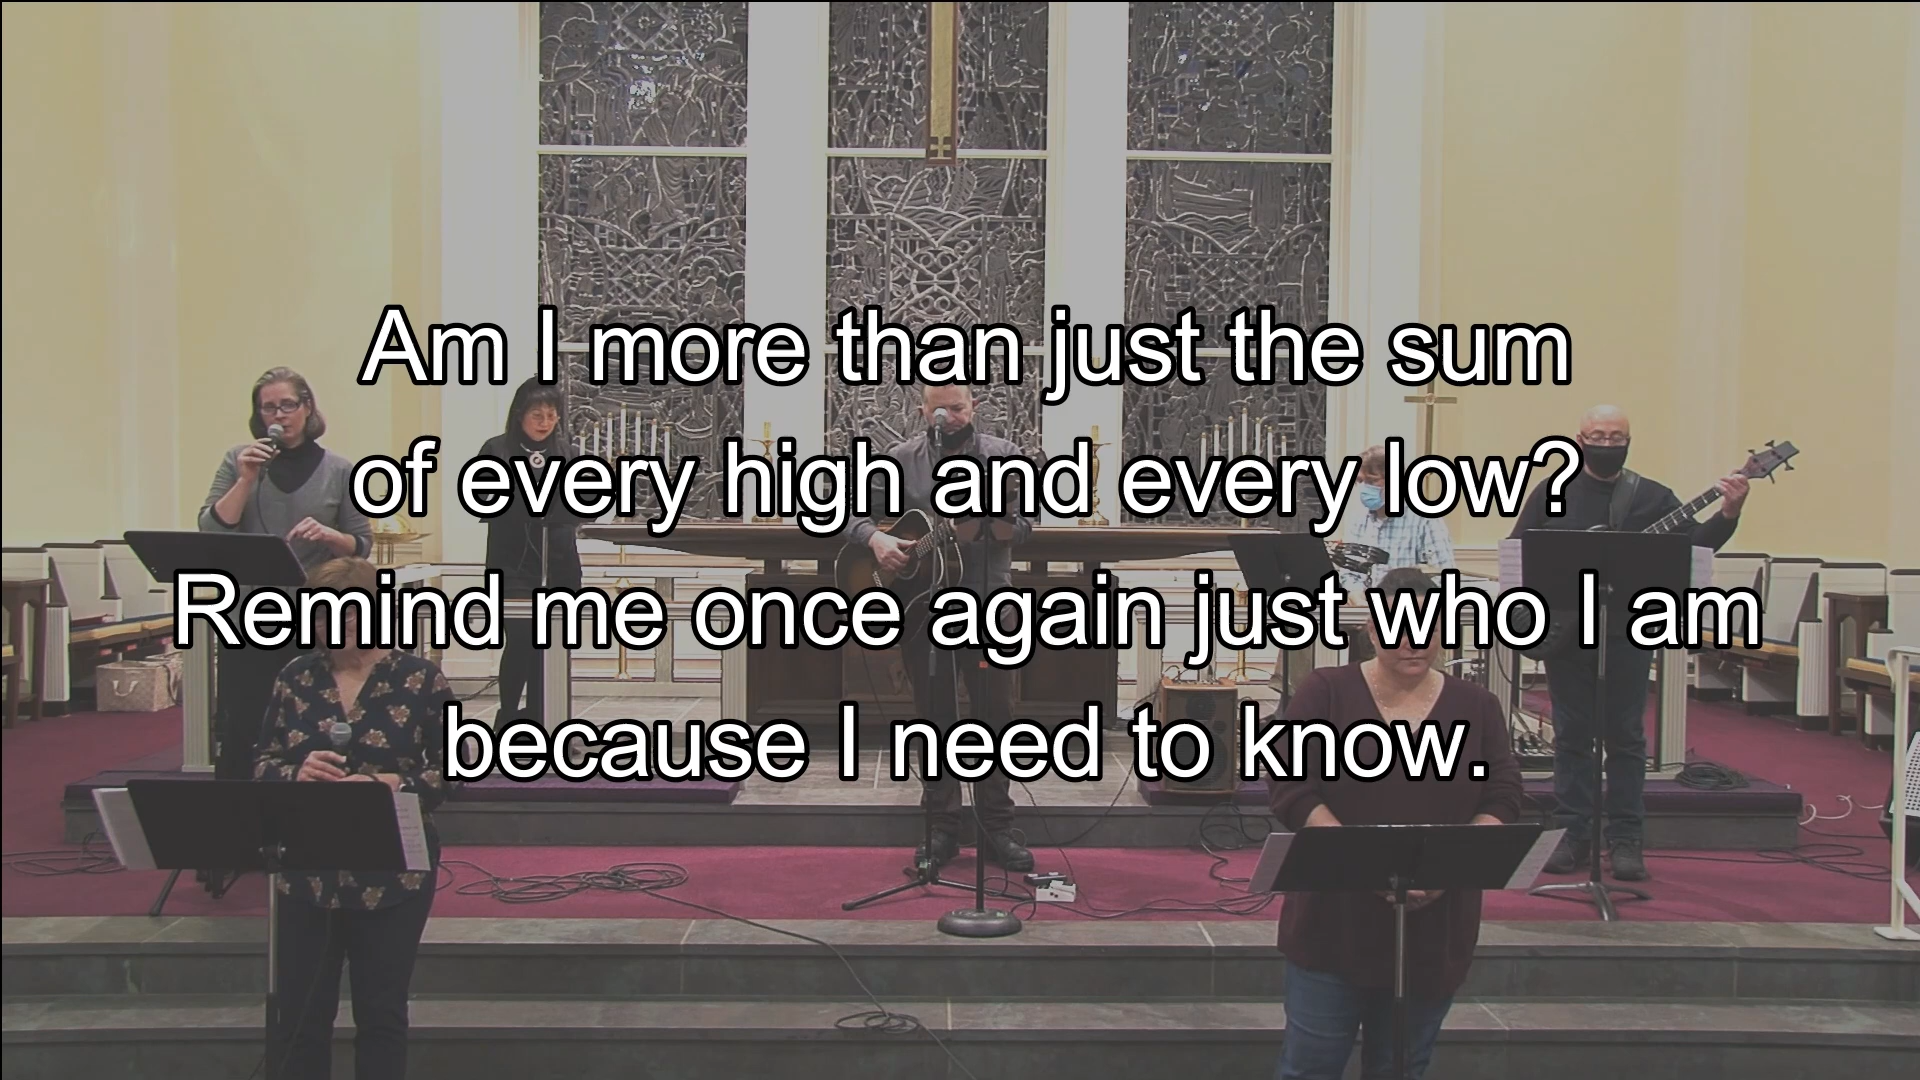 Am I more than just the sum
of every high and every low?
Remind me once again just who I am
because I need to know.